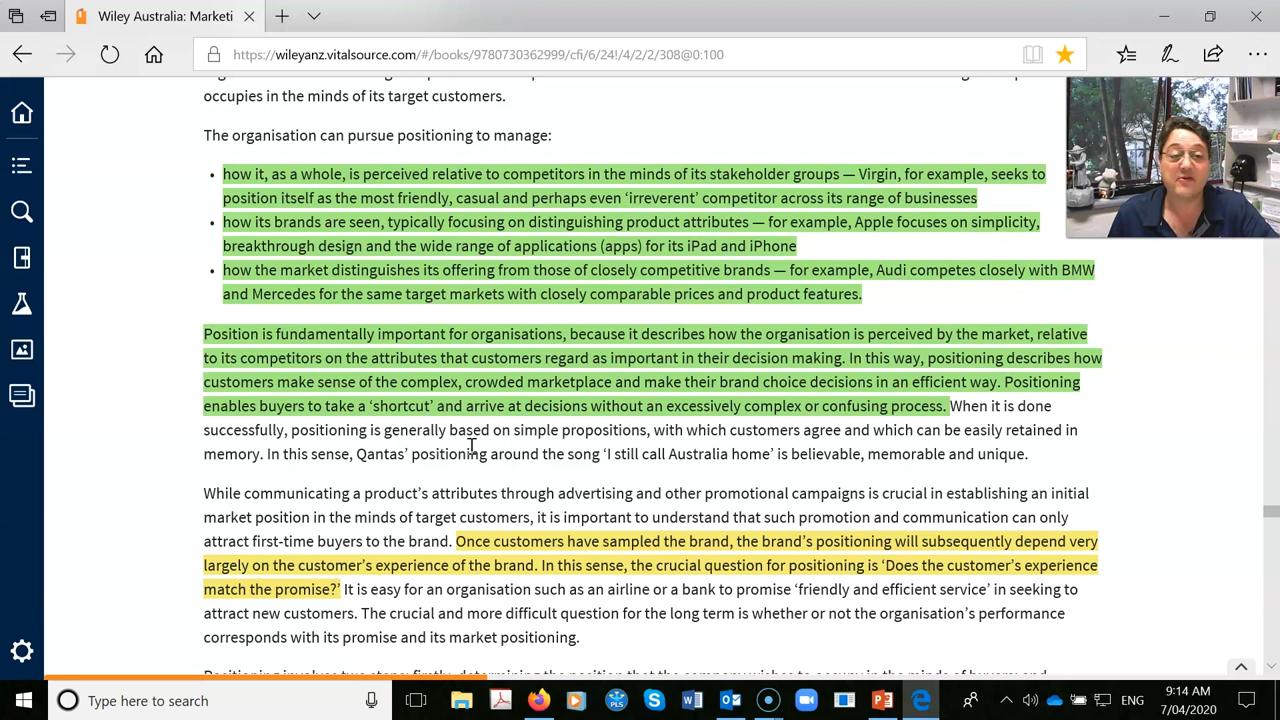 Wiley Australia: Marketi
https://wileyanz.vitalsource.com/#/books/9780730362999/cfi/6/24!/4/2/2/308@0:100
occupies in the minds of its target customers.
The organisation can pursue positioning to manage:
• how it, as a whole, is perceived relative to competitors in the minds of its stakeholder groups — Virgin, for example, seeks to
position itself as the most friendly, casual and perhaps even ‘irreverent’ competitor across its range of businesses
• how its brands are seen, typically focusing on distinguishing product attributes — for example, Apple focuses on simplicity,
breakthrough design and the wide range of applications (apps) for its iPad and iPhone
• how the market distinguishes its offering from those of closely competitive brands — for example, Audi competes closely with BMW
and Mercedes for the same target markets with closely comparable prices and product features.
Position is fundamentally important for organisations, because it describes how the organisation is perceived by the market, relative
to its competitors on the attributes that customers regard as important in their decision making. In this way, positioning describes how
customers make sense of the complex, crowded marketplace and make their brand choice decisions in an efficient way. Positioning
enables buyers to take a ‘shortcut’ and arrive at decisions without an excessively complex or confusing process. When it is done
successfully, positioning is generally based on simple propositions, with which customers agree and which can be easily retained in
memory. In this sense, Qantas’ positioning around the song ‘I still call Australia home’ is believable, memorable and unique.
While communicating a product’s attributes through advertising and other promotional campaigns is crucial in establishing an initial
market position in the minds of target customers, it is important to understand that such promotion and communication can only
attract first-time buyers to the brand. Once customers have sampled the brand, the brand’s positioning will subsequently depend very
largely on the customer’s experience of the brand. In this sense, the crucial question for positioning is ‘Does the customer’s experience
match the promise?’ It is easy for an organisation such as an airline or a bank to promise ‘friendly and efficient service’ in seeking to
attract new customers. The crucial and more difficult question for the long term is whether or not the organisation’s performance
corresponds with its promise and its market positioning.
Positioning involves two steps: firstly, determining the position that the company wishes to occupy in the minds of buyers and
Type here to search
ENG
9:14 AM
7/04/2020